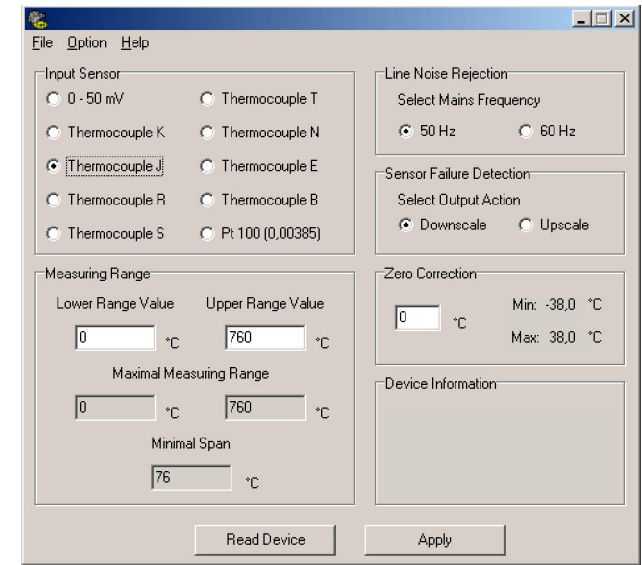 File Option Help
Input Sensor
0 - 50 mV
Thermocouple T
Thermocouple K
Thermocouple N
Thermocouple J
Thermocouple E
Thermocouple R
Thermocouple B
Thermocouple S
Pt 100 (0,00385)
Line Noise Rejection
Select Mains Frequency
50 Hz 60 Hz
Sensor Failure Detection
Select Output Action
Downscale Upscale
Measuring Range
Lower Range Value Upper Range Value
0 °C 760 °C
Maximal Measuring Range
0 °C 760 °C
Minimal Span
76 °C
Zero Correction
0 °C
Min: -38,0 °C
Max: 38,0 °C
Device Information
Read Device Apply